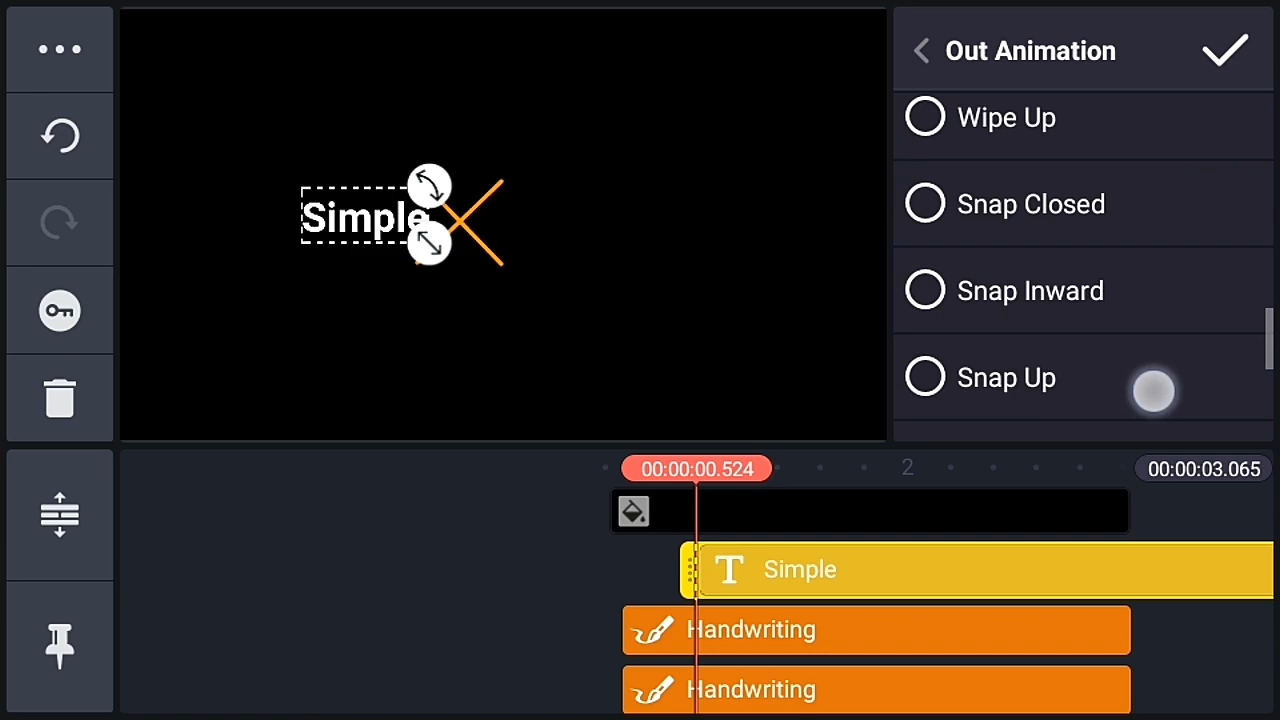 Out Animation
Wipe Up
Snap Closed
Snap Inward
Snap Up
Simple
00:00:00.524
2
00:00:03.065
T Simple
Handwriting
Handwriting